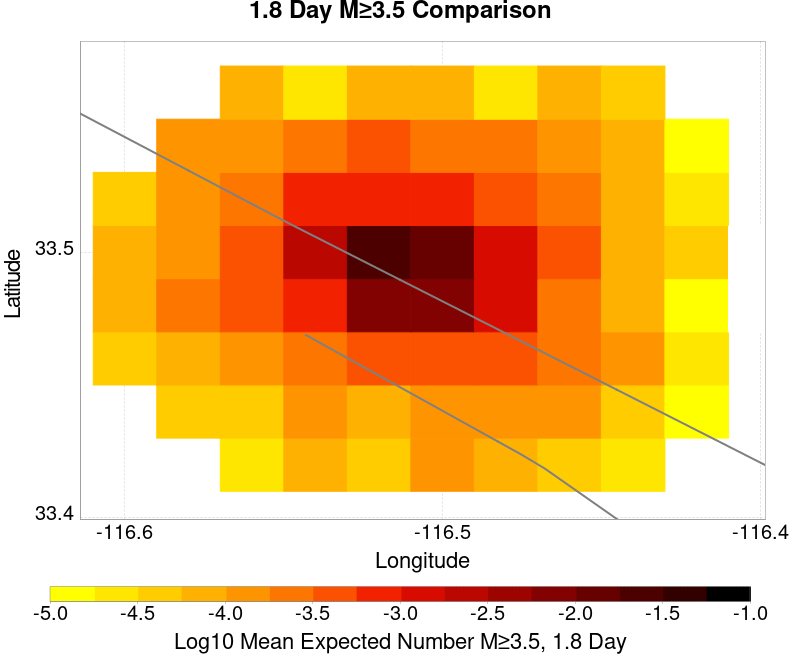 1.8 Day M≥3.5 Comparison
Latitude
33.5
33.4
-116.6 -116.5 -116.4
Longitude
-5.0 -4.5 -4.0 -3.5 -3.0 -2.5 -2.0 -1.5 -1.0
Log10 Mean Expected Number M≥3.5, 1.8 Day